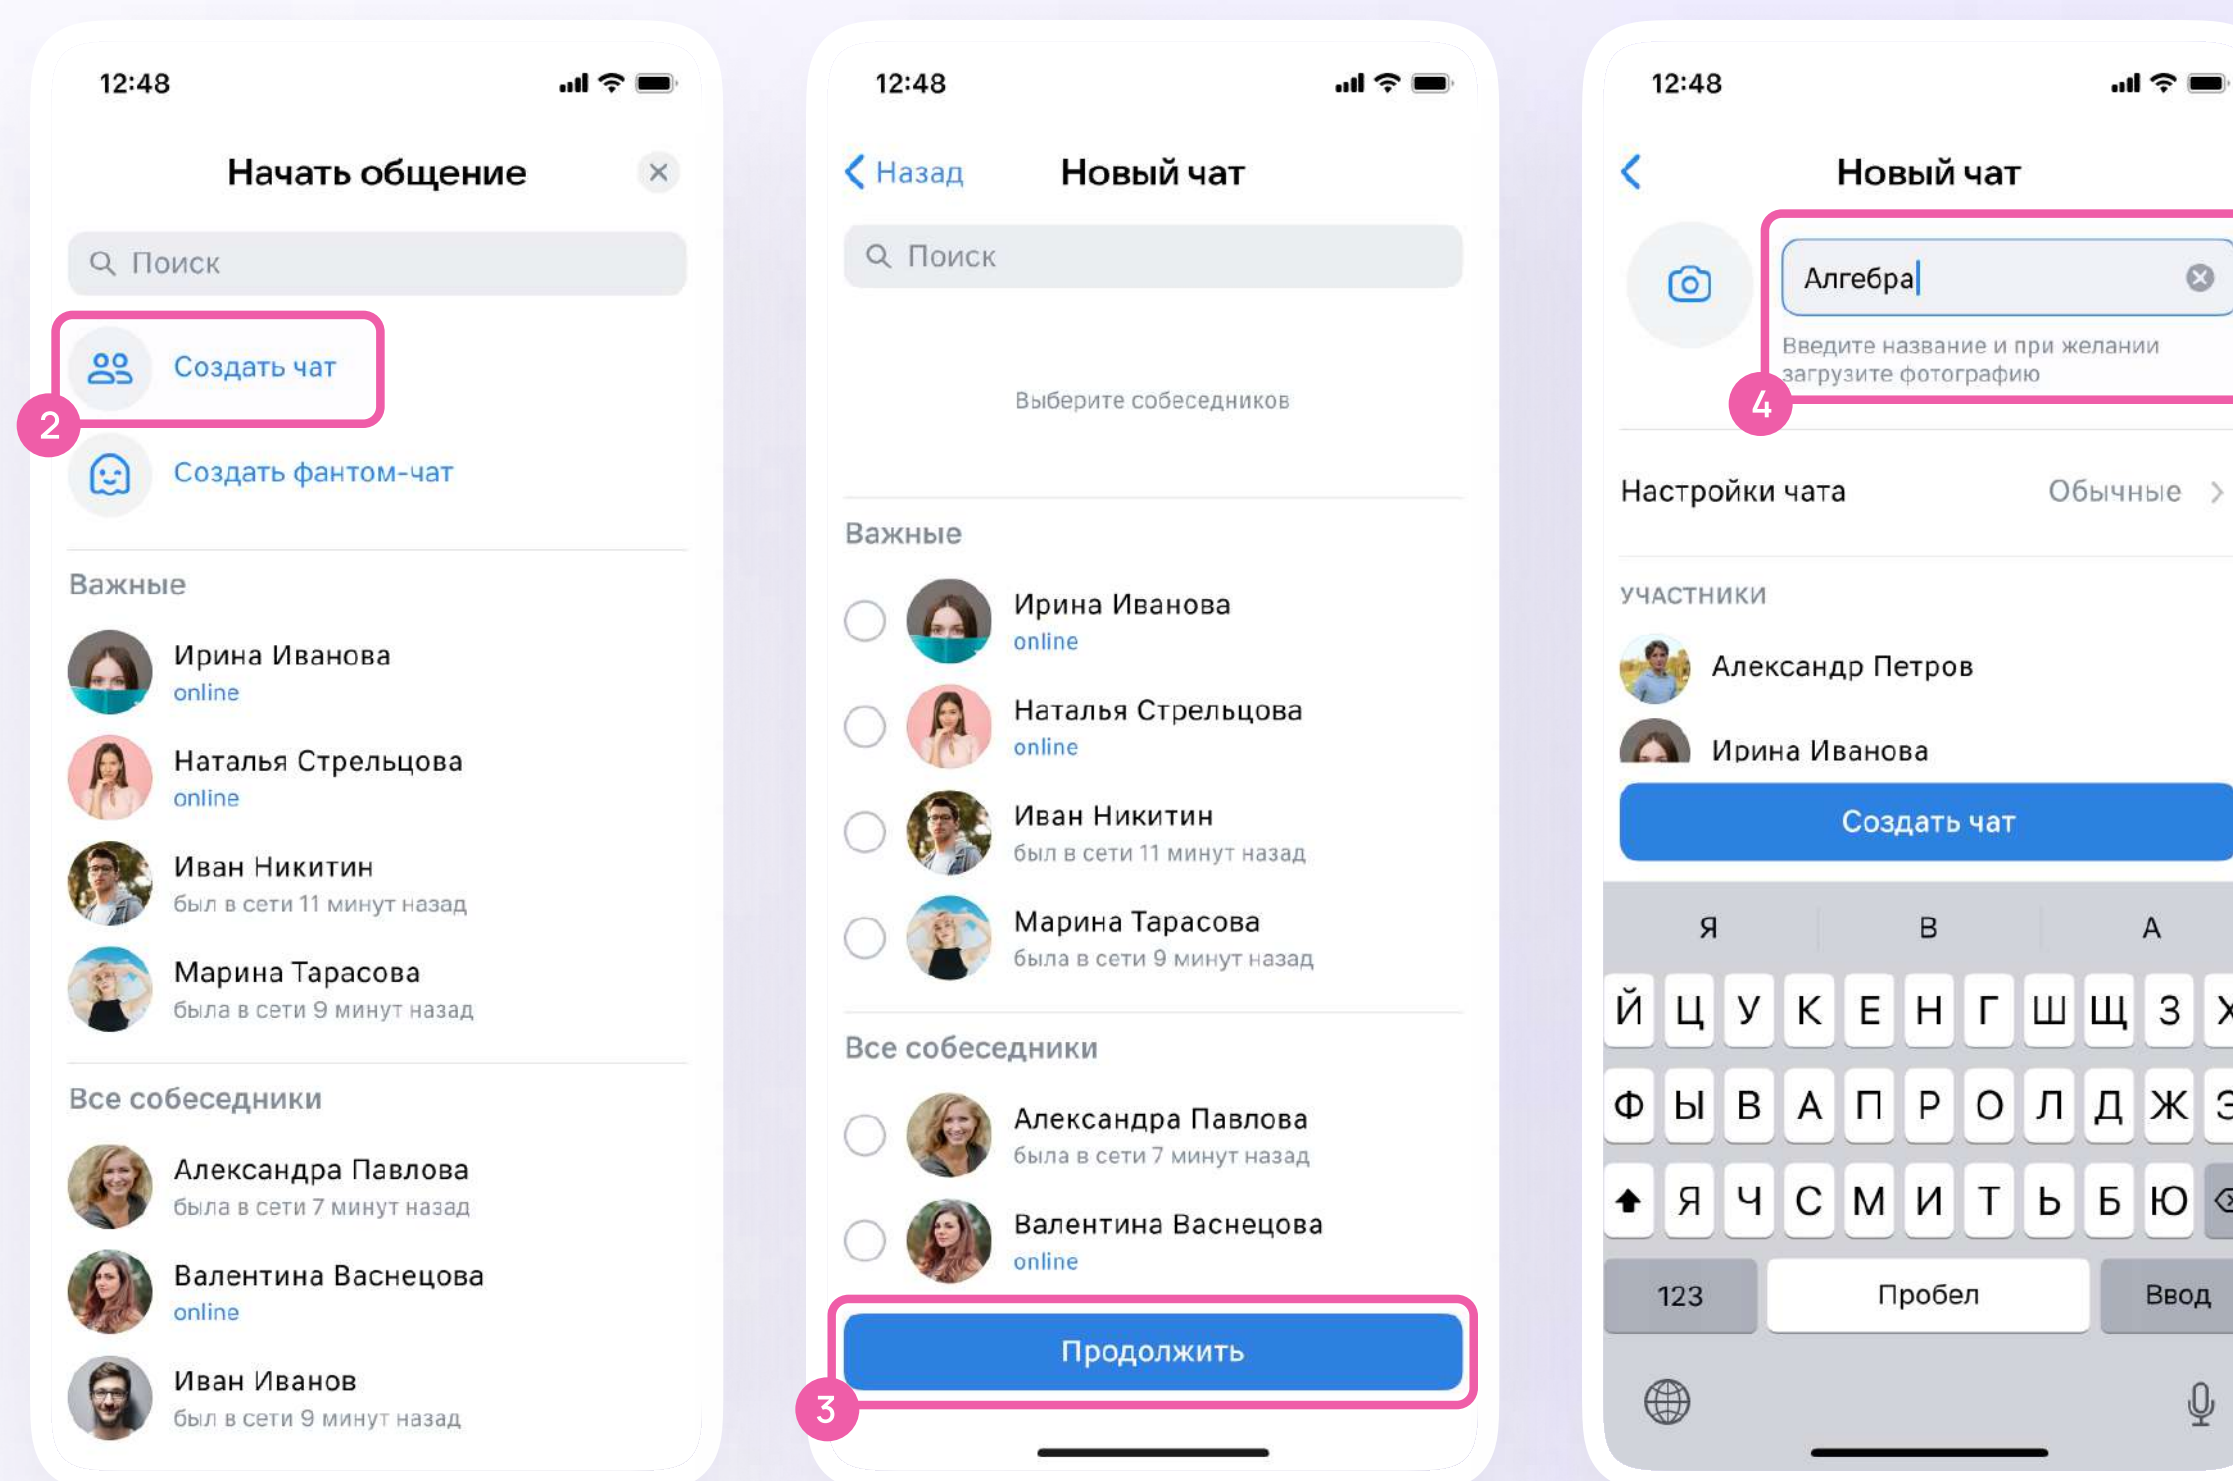 12:48
Начать общение
Поиск
Создать чат
2
Создать фантом-чат
Важные
Ирина Иванова
online
Наталья Стрельцова
online
Иван Никитин
был в сети 11 минут назад
Марина Тарасова
была в сети 9 минут назад
Все собеседники
Александра Павлова
была в сети 7 минут назад
Валентина Васнецова
online
Иван Иванов
был в сети 9 минут назад
12:48
Назад Новый чат
Поиск
Выберите собеседников
Важные
Ирина Иванова
online
Наталья Стрельцова
online
Иван Никитин
был в сети 11 минут назад
Марина Тарасова
была в сети 9 минут назад
Все собеседники
Александра Павлова
была в сети 7 минут назад
Валентина Васнецова
online
Продолжить
3
12:48
Новый чат
Алгебра
Введите название и при желании
загрузите фотографию
4
Настройки чата Обычные
УЧАСТНИКИ
Александр Петров
Ирина Иванова
Создать чат
Я В А
Й Ц У К Е Н Г Ш Щ З Х
Ф Ы В А П Р О Л Д Ж Э
Я Ч С М И Т Ь Б Ю
123 Пробел Ввод